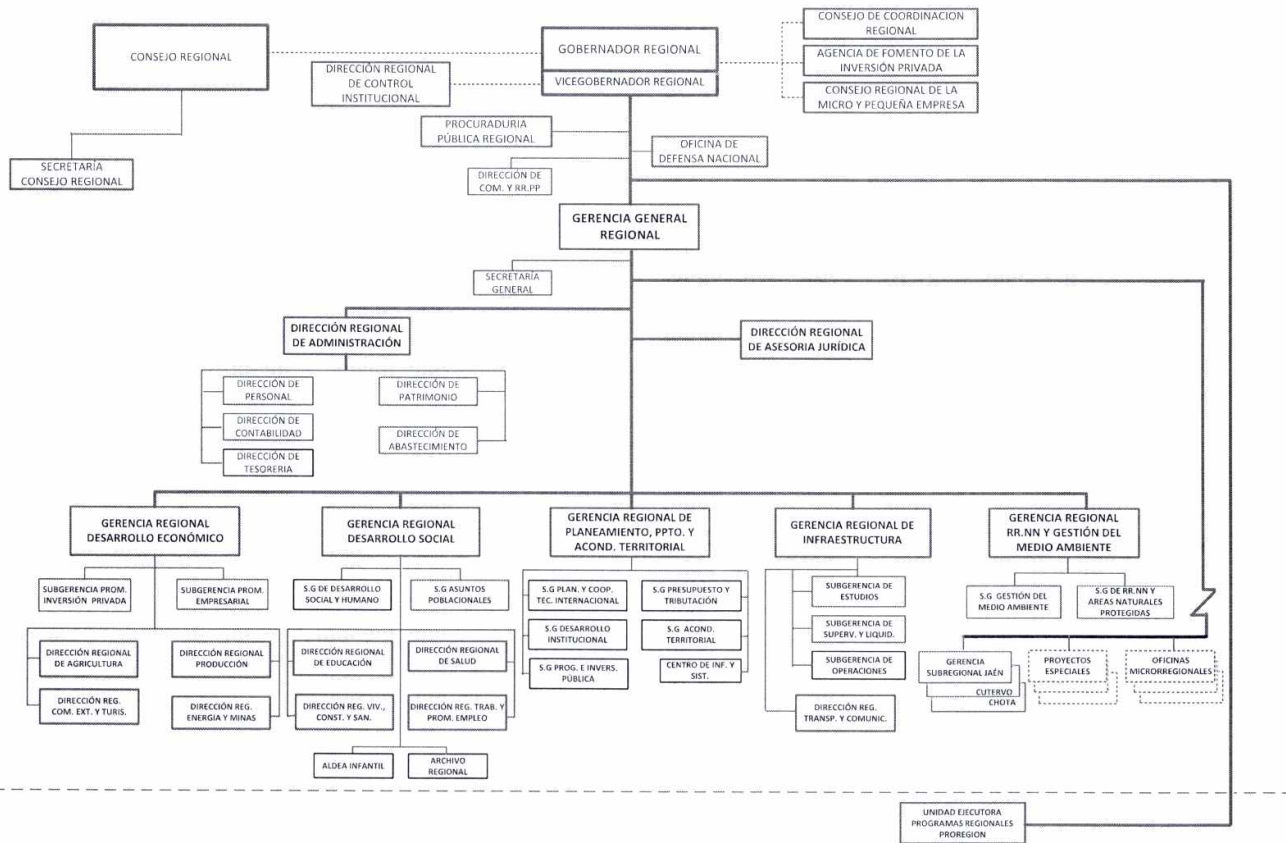 CONSEJO REGIONAL
GOBERNADOR REGIONAL
VICEGOBERNADOR REGIONAL
CONSEJO DE COORDINACION
REGIONAL
AGENCIA DE FOMENTO DE LA
INVERSIÓN PRIVADA
CONSEJO REGIONAL DE LA
MICRO Y PEQUEÑA EMPRESA
DIRECCIÓN REGIONAL
DE CONTROL
INSTITUCIONAL
PROCURADURIA
PÚBLICA REGIONAL
OFICINA DE
DEFENSA NACIONAL
SECRETARÍA
CONSEJO REGIONAL
DIRECCIÓN DE
COM. Y RR.PP
GERENCIA GENERAL
REGIONAL
SECRETARÍA
GENERAL
DIRECCIÓN REGIONAL
DE ADMINISTRACIÓN
DIRECCIÓN REGIONAL
DE ASESORIA JURÍDICA
DIRECCIÓN DE
PERSONAL
DIRECCIÓN DE
PATRIMONIO
DIRECCIÓN DE
CONTABILIDAD
DIRECCIÓN DE
ABASTECIMIENTO
DIRECCIÓN DE
TESORERIA
GERENCIA REGIONAL
DESARROLLO ECONÓMICO
SUBGERENCIA PROM.
INVERSIÓN PRIVADA
SUBGERENCIA PROM.
EMPRESARIAL
DIRECCIÓN REGIONAL
DE AGRICULTURA
DIRECCIÓN REGIONAL
PRODUCCIÓN
DIRECCIÓN REG.
COM. EXT. Y TURIS.
DIRECCIÓN REG.
ENERGIA Y MINAS
GERENCIA REGIONAL
DESARROLLO SOCIAL
S.G DE DESARROLLO
SOCIAL Y HUMANO
S.G ASUNTOS
POBLACIONALES
DIRECCIÓN REGIONAL
DE EDUCACIÓN
DIRECCIÓN REGIONAL
DE SALUD
DIRECCIÓN REG. VIV.,
CONST. Y SAN.
DIRECCIÓN REG. TRAB. Y
PROM. EMPLEO
ALDEA INFANTIL
ARCHIVO
REGIONAL
GERENCIA REGIONAL DE
PLANEAMIENTO, PPTO. Y
ACOND. TERRITORIAL
S.G PLAN. Y COOP.
TEC. INTERNACIONAL
S.G PRESUPUESTO Y
TRIBUTACIÓN
S.G DESARROLLO
INSTITUCIONAL
S.G ACOND.
TERRITORIAL
S.G PROG. E INVERS.
PÚBLICA
CENTRO DE INF. Y
SIST.
GERENCIA REGIONAL DE
INFRAESTRUCTURA
SUBGERENCIA DE
ESTUDIOS
SUBGERENCIA DE
SUPERV. Y LIQUID.
SUBGERENCIA DE
OPERACIONES
DIRECCIÓN REG.
TRANSP. Y COMUNIC.
GERENCIA REGIONAL
RR.NN Y GESTIÓN DEL
MEDIO AMBIENTE
S.G GESTIÓN DEL
MEDIO AMBIENTE
S.G DE RR.NN Y
AREAS NATURALES
PROTEGIDAS
GERENCIA
SUBREGIONAL JAÉN
CUTERVO
CHOTA
PROYECTOS
ESPECIALES
OFICINAS
MICRORREGIONALES
UNIDAD EJECUTORA
PROGRAMAS REGIONALES
PROREGION